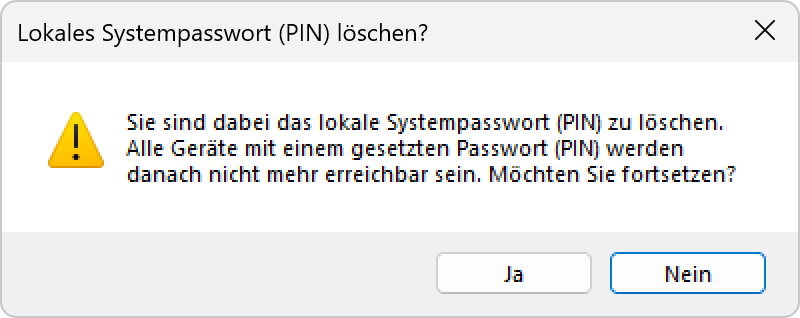 Lokales Systempasswort (PIN) löschen?
Sie sind dabei das lokale Systempasswort (PIN) zu löschen.
Alle Geräte mit einem gesetzten Passwort (PIN) werden
danach nicht mehr erreichbar sein. Möchten Sie fortsetzen?
Ja
Nein